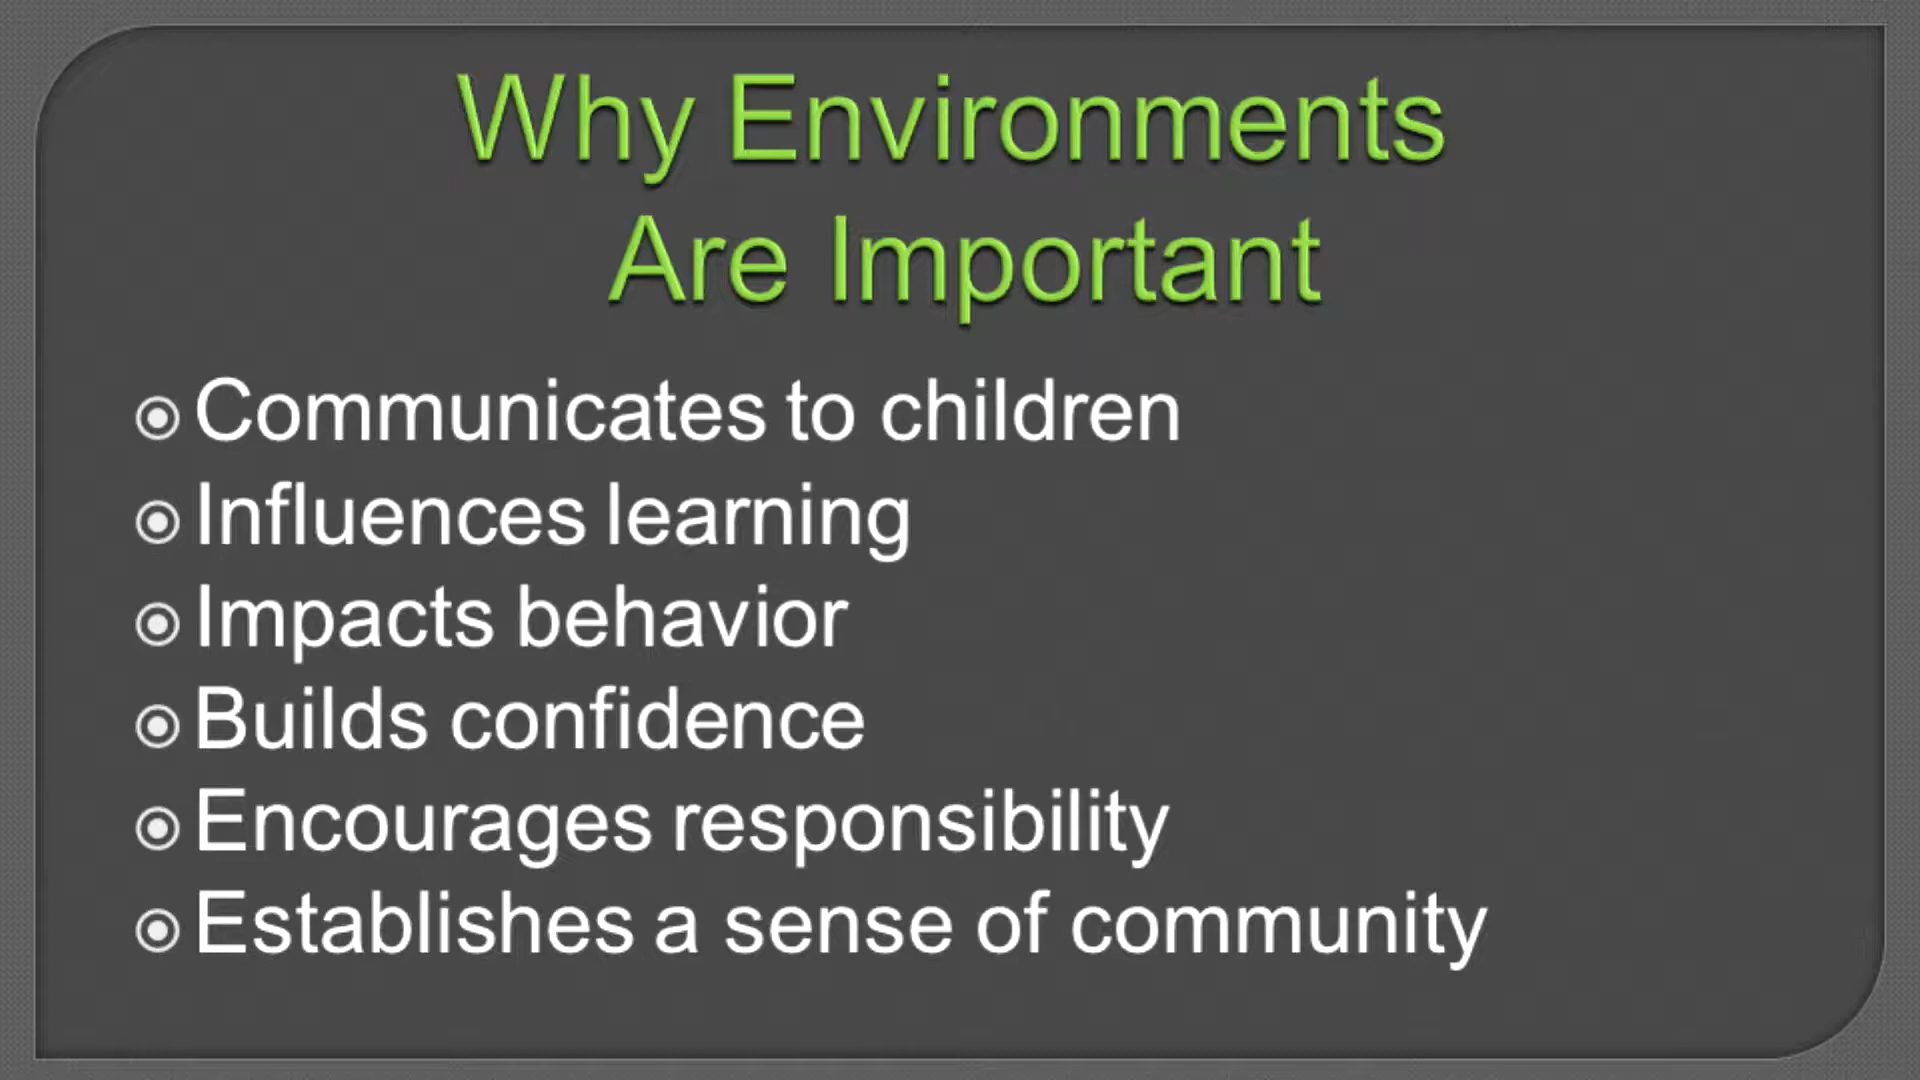 Why Environments
Are Important
Communicates to children
Influences learning
Impacts behavior
Builds confidence
Encourages responsibility
Establishes a sense of community